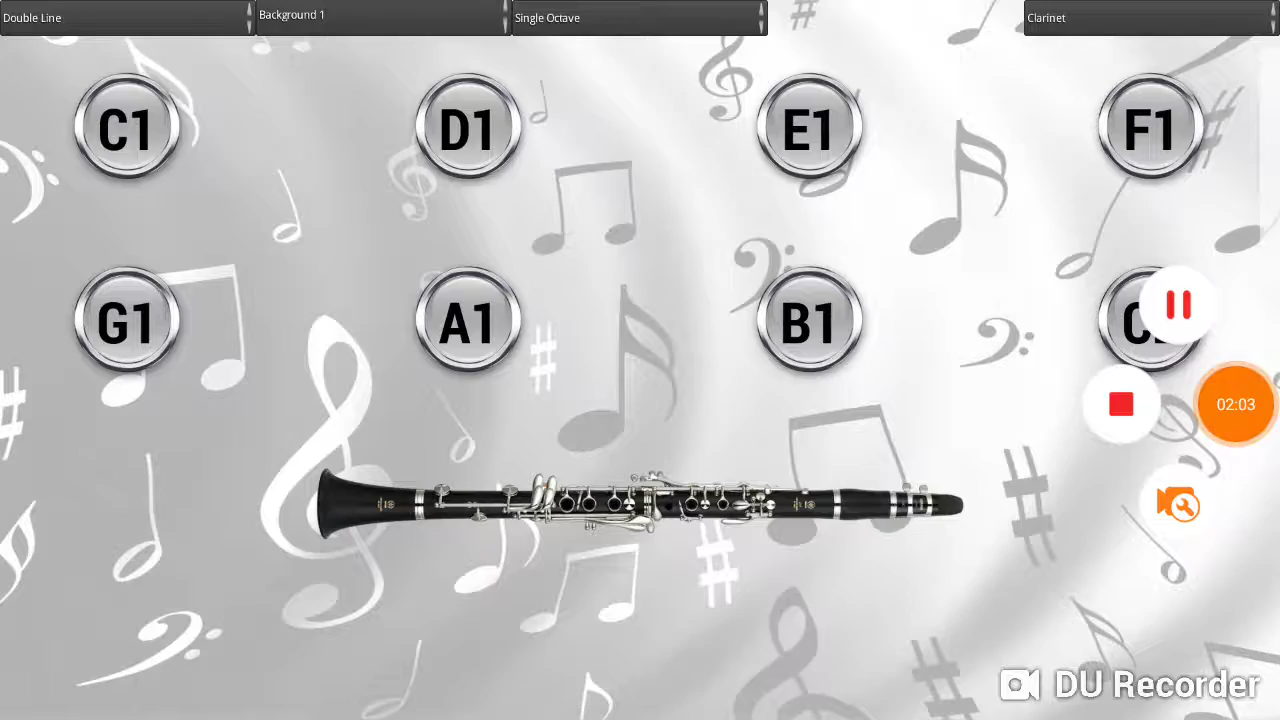 Double Line
Background 1
Single Octave
Clarinet
C1
D1
E1
F1
G1
A1
B1
02:03
DU Recorder